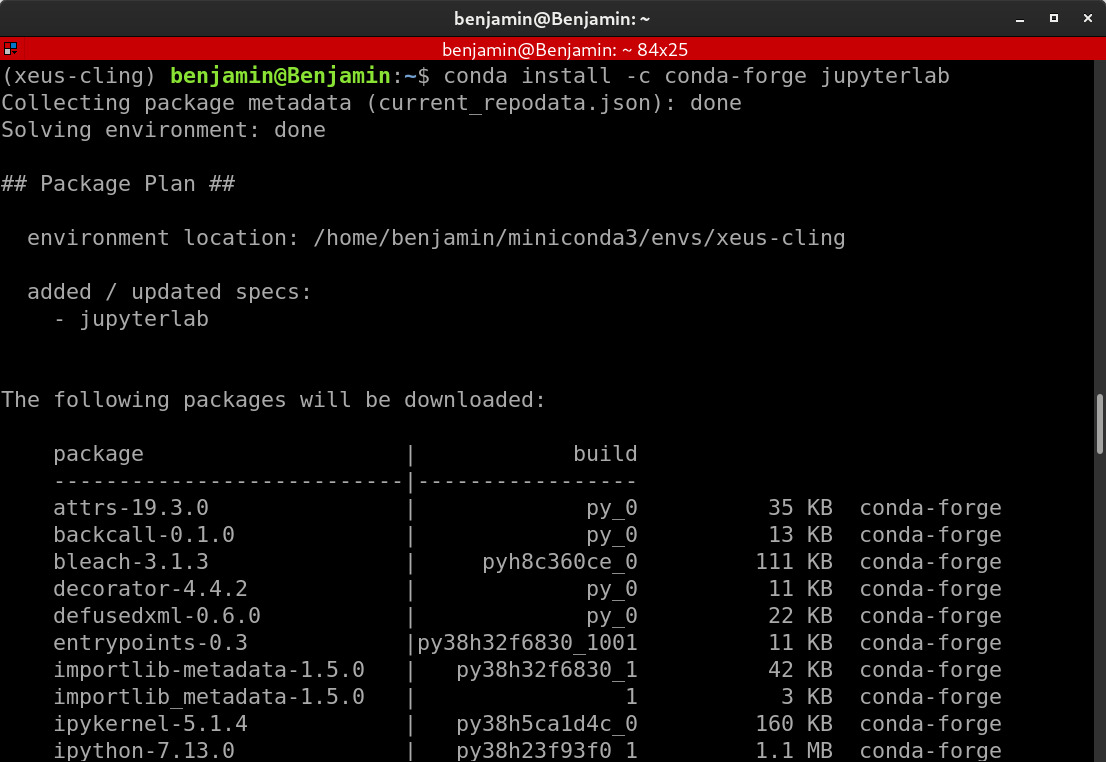 benjamin@Benjamin: ~
benjamin@Benjamin: ~ 84x25
(xeus-cling) benjamin@Benjamin:~$ conda install -c conda-forge jupyterlab
Collecting package metadata (current_repodata.json): done
Solving environment: done
## Package Plan ##
  environment location: /home/benjamin/miniconda3/envs/xeus-cling
  added / updated specs:
    - jupyterlab
The following packages will be downloaded:
    package                    |            build
    ---------------------------|-----------------
    attrs-19.3.0               |             py_0          35 KB  conda-forge
    backcall-0.1.0             |             py_0          13 KB  conda-forge
    bleach-3.1.3               |     pyh8c360ce_0         111 KB  conda-forge
    decorator-4.4.2            |             py_0          11 KB  conda-forge
    defusedxml-0.6.0           |             py_0          22 KB  conda-forge
    entrypoints-0.3            |py38h32f6830_1001          11 KB  conda-forge
    importlib-metadata-1.5.0   |   py38h32f6830_1          42 KB  conda-forge
    importlib_metadata-1.5.0   |                1           3 KB  conda-forge
    ipykernel-5.1.4            |   py38h5ca1d4c_0         160 KB  conda-forge
    ipython-7.13.0             |   py38h23f93f0_1         1.1 MB  conda-forge